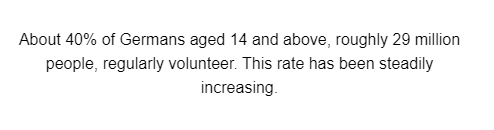 About 40% of Germans aged 14 and above, roughly 29 million
people, regularly volunteer. This rate has been steadily
increasing.